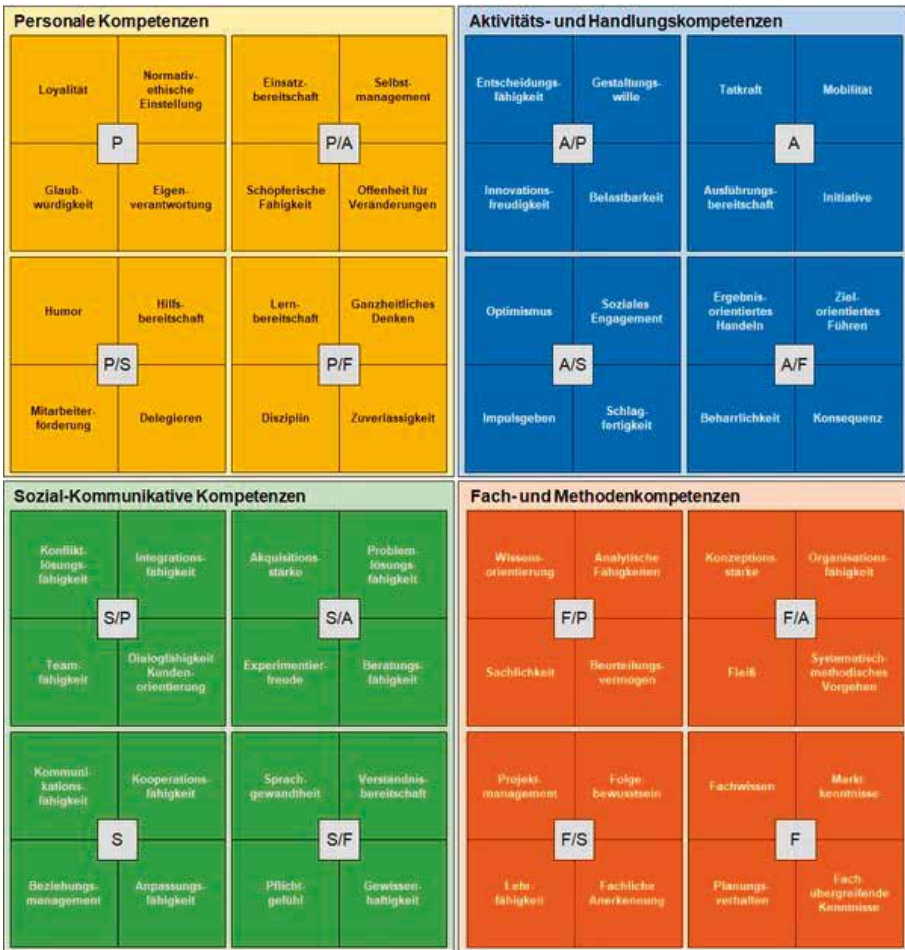 Personale Kompetenzen
Loyalität
Normativ-
ethische
Einstellung
P
Glaub-
würdigkeit
Eigen-
verantwortung
Einsatz-
bereitschaft
Selbst-
management
P/A
Schöpferische
Fähigkeit
Offenheit für
Veränderungen
Humor
Hilfs-
bereitschaft
P/S
Mitarbeiter-
förderung
Delegieren
Lern-
bereitschaft
Ganzheitliches
Denken
P/F
Disziplin
Zuverlässigkeit
Aktivitäts- und Handlungskompetenzen
Entscheidungs-
fähigkeit
Gestaltungs-
wille
A/P
Innovations-
freudigkeit
Belastbarkeit
Tatkraft
Mobilität
A
Ausführungs-
bereitschaft
Initiative
Optimismus
Soziales
Engagement
A/S
Impulsgeben
Schlag-
fertigkeit
Ergebnis-
orientiertes
Handeln
Ziel-
orientiertes
Führen
A/F
Beharrlichkeit
Konsequenz
Sozial-Kommunikative Kompetenzen
Konflikt-
lösungs-
fähigkeit
Integrations-
fähigkeit
S/P
Team-
fähigkeit
Dialogfähigkeit
Kunden-
orientierung
Akquisitions-
stärke
Problem-
lösungs-
fähigkeit
S/A
Experimentier-
freude
Beratungs-
fähigkeit
Kommuni-
kations-
fähigkeit
Kooperations-
fähigkeit
S
Beziehungs-
management
Anpassungs-
fähigkeit
Sprach-
gewandtheit
Verständnis-
bereitschaft
S/F
Pflicht-
gefühl
Gewissen-
haftigkeit
Fach- und Methodenkompetenzen
Wissens-
orientierung
Analytische
Fähigkeiten
F/P
Sachlichkeit
Beurteilungs-
vermögen
Konzeptions-
stärke
Organisations-
fähigkeit
F/A
Fleiß
Systematisch-
methodisches
Vorgehen
Projekt-
management
Folge-
bewusstsein
F/S
Lehr-
fähigkeit
Fachliche
Anerkennung
Fachwissen
Markt-
kenntnisse
F
Planungs-
verhalten
Fach-
übergreifende
Kenntnisse